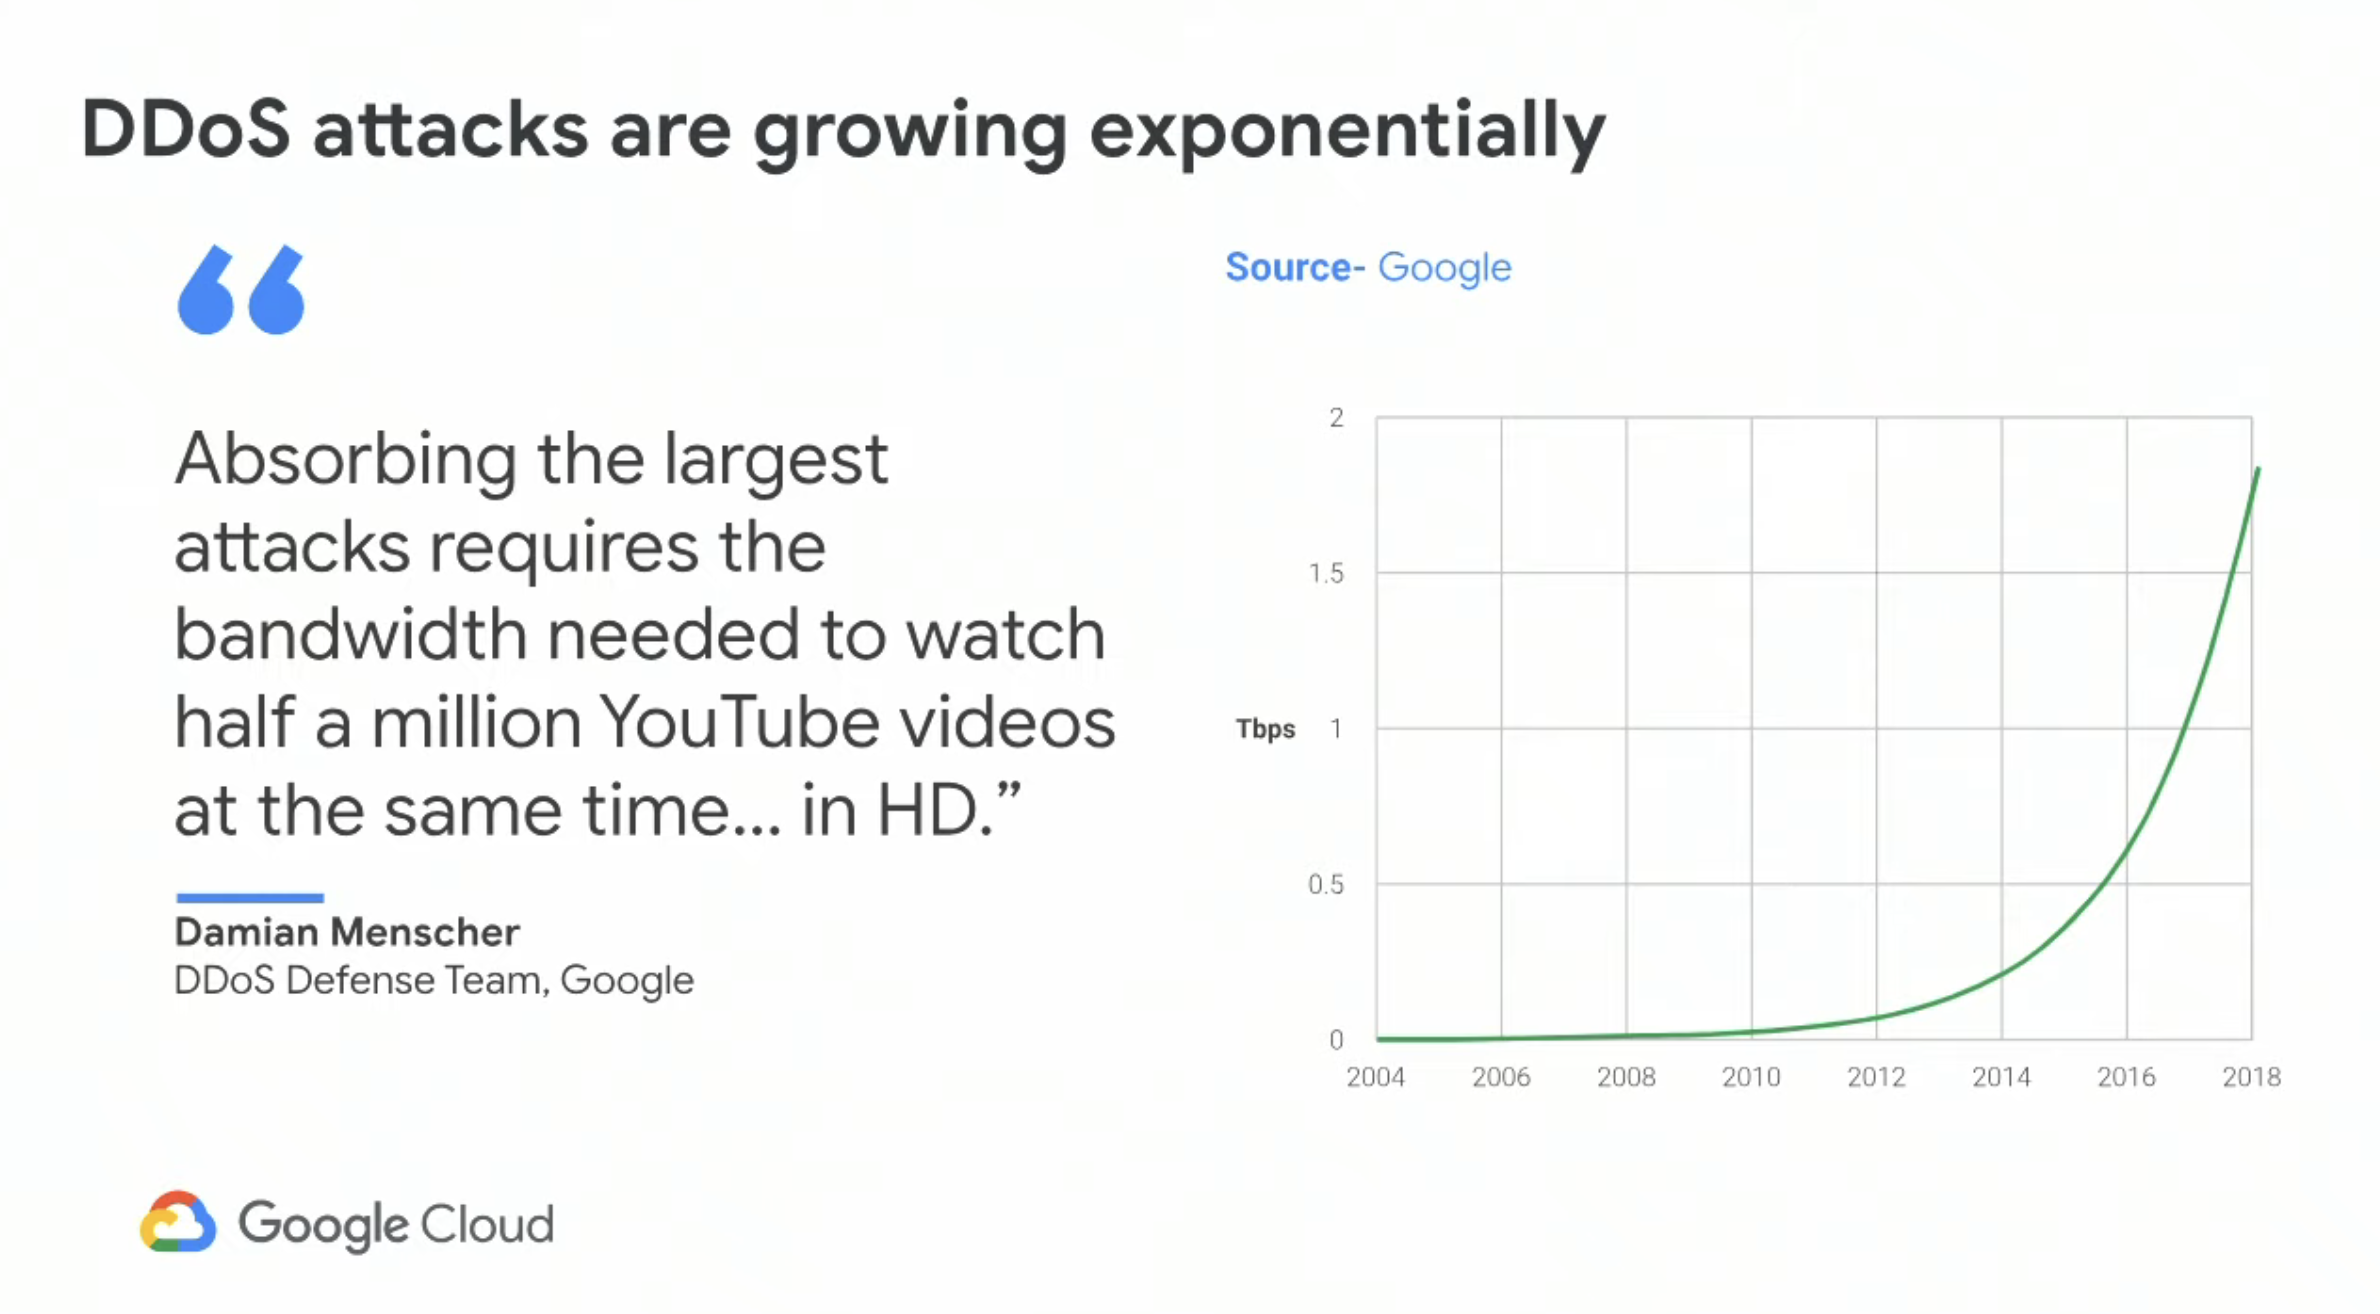 DDoS attacks are growing exponentially
“
Absorbing the largest
attacks requires the
bandwidth needed to watch
half a million YouTube videos
at the same time... in HD.”
Damian Menscher
DDoS Defense Team, Google
Source- Google
2
1.5
Tbps 1
0.5
0
2004 2006 2008 2010 2012 2014 2016 2018
Google Cloud